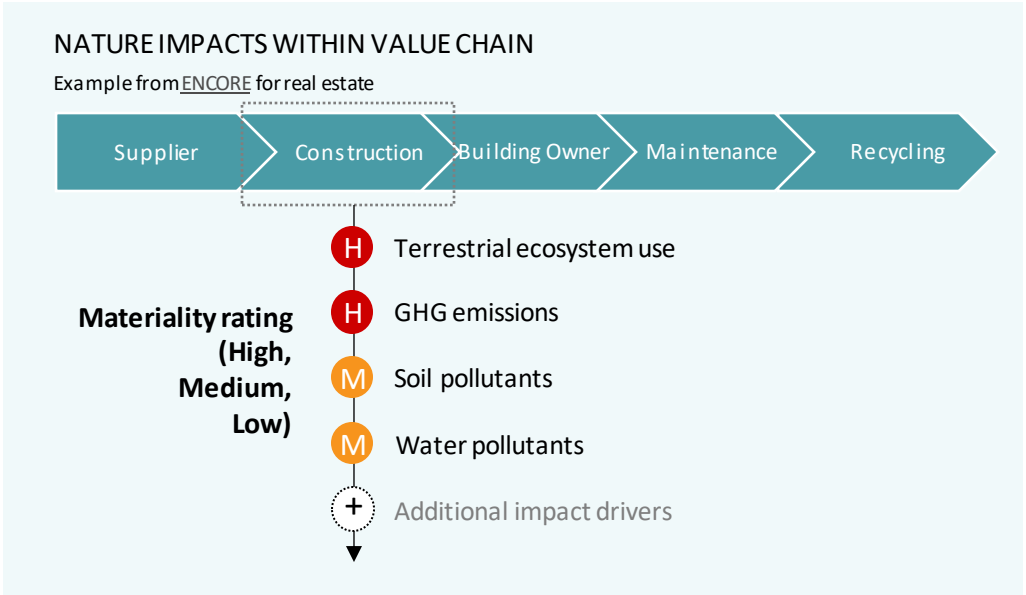 NATURE IMPACTS WITHIN VALUE CHAIN
Example from ENCORE for real estate
Supplier
Construction
Building Owner
Maintenance
Recycling
H Terrestrial ecosystem use
H GHG emissions
Materiality rating
(High,
Medium,
Low)
M Soil pollutants
M Water pollutants
+ Additional impact drivers